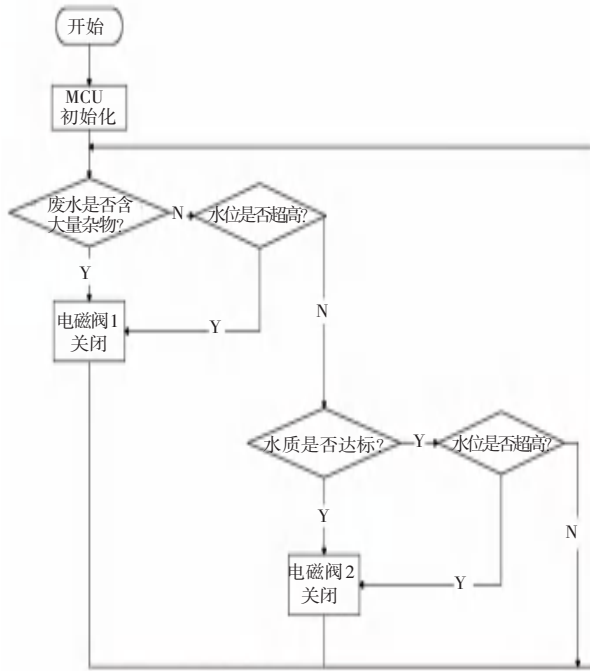 开始
MCU
初始化
废水是否含
大量杂物?
N
水位是否超高?
Y
电磁阀1
关闭
Y
N
水质是否达标?
Y
水位是否超高?
Y
N
电磁阀2
关闭
Y